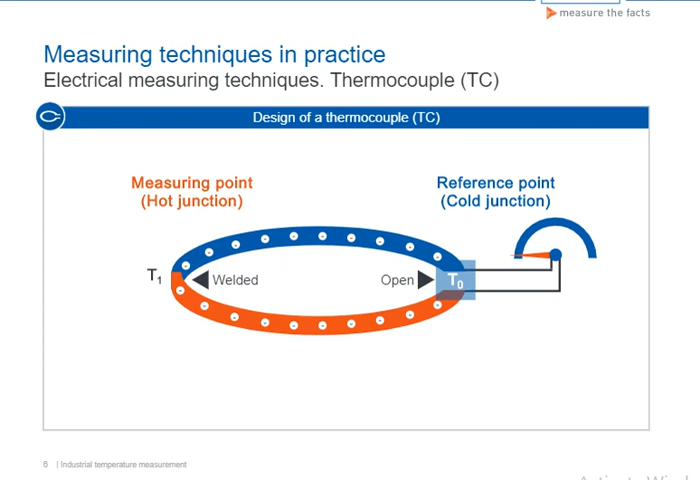 measure the facts
Measuring techniques in practice
Electrical measuring techniques. Thermocouple (TC)
Design of a thermocouple (TC)
Measuring point
(Hot junction)
Reference point
(Cold junction)
T1
Welded
Open
T0
6 | Industrial temperature measurement